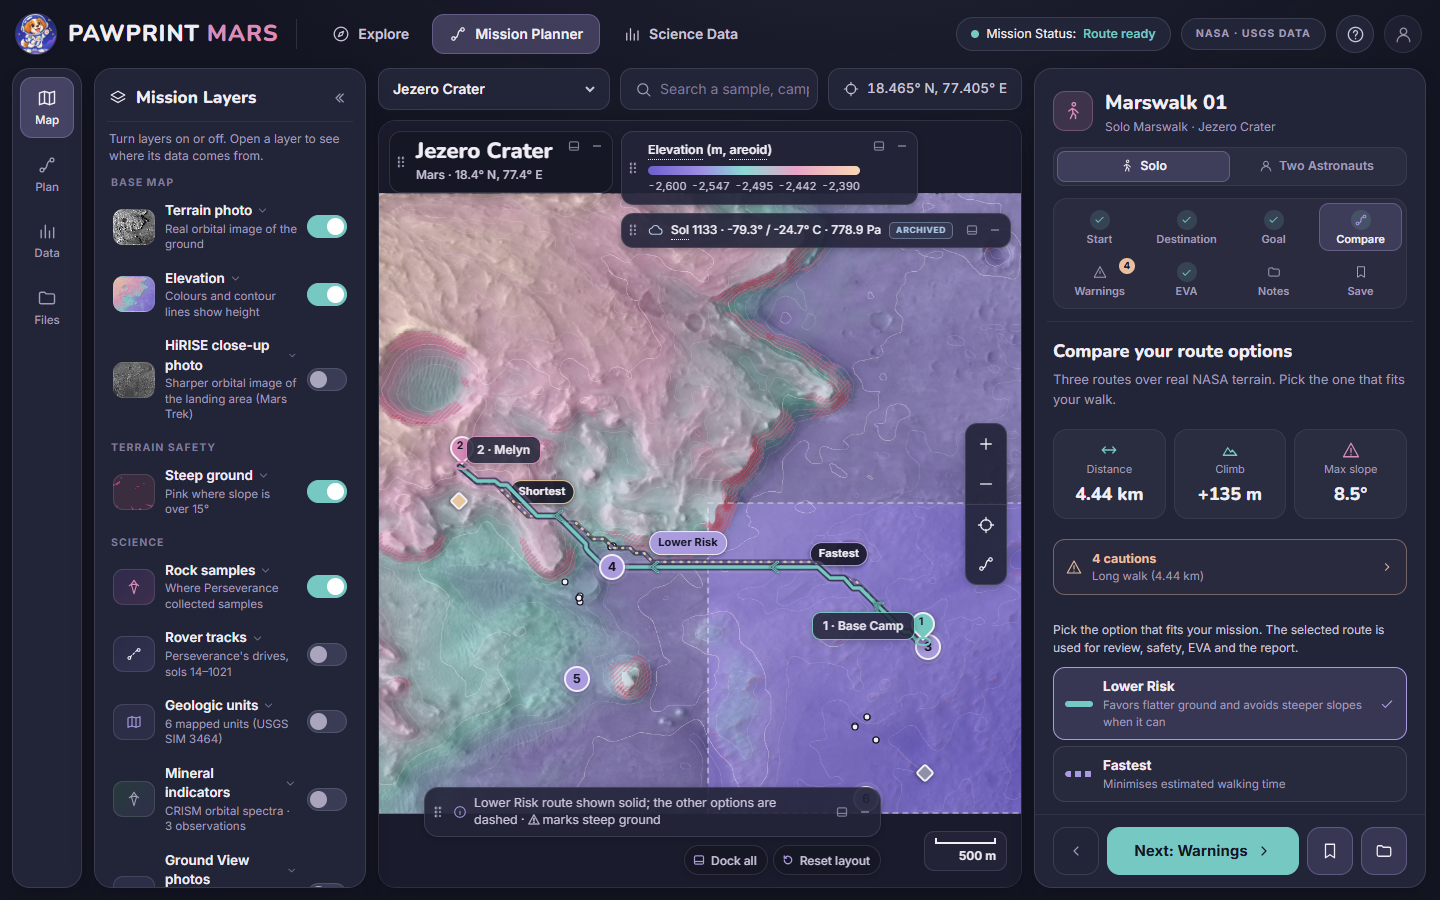 PAWPRINT MARS
Explore
Mission Planner
Science Data
Mission Status: Route ready
NASA · USGS DATA
Map
Plan
Data
Files
Mission Layers
Turn layers on or off. Open a layer to see
where its data comes from.
BASE MAP
Terrain photo
Real orbital image of the
ground
Elevation
Colours and contour
lines show height
HiRISE close-up
photo
Sharper orbital image of
the landing area (Mars
Trek)
TERRAIN SAFETY
Steep ground
Pink where slope is
over 15°
SCIENCE
Rock samples
Where Perseverance
collected samples
Rover tracks
Perseverance's drives,
sols 14–1021
Geologic units
6 mapped units (USGS
SIM 3464)
Mineral
indicators
CRISM orbital spectra ·
3 observations
Ground View
photos
Jezero Crater
Search a sample, camp
18.465° N, 77.405° E
Jezero Crater
Mars · 18.4° N, 77.4° E
Elevation (m, areoid)
-2,600 -2,547 -2,495 -2,442 -2,390
Sol 1133 · -79.3° / -24.7° C · 778.9 Pa ARCHIVED
2
2 · Melyn
Shortest
Lower Risk
Fastest
4
1 · Base Camp
1
3
5
Lower Risk route shown solid; the other options are
dashed · ⚠ marks steep ground
Dock all
Reset layout
500 m
Marswalk 01
Solo Marswalk · Jezero Crater
Solo
Two Astronauts
Start
Destination
Goal
Compare
4
Warnings
EVA
Notes
Save
Compare your route options
Three routes over real NASA terrain. Pick the one that fits
your walk.
Distance
4.44 km
Climb
+135 m
Max slope
8.5°
4 cautions
Long walk (4.44 km)
Pick the option that fits your mission. The selected route is
used for review, safety, EVA and the report.
Lower Risk
Favors flatter ground and avoids steeper slopes
when it can
Fastest
Minimises estimated walking time
Next: Warnings